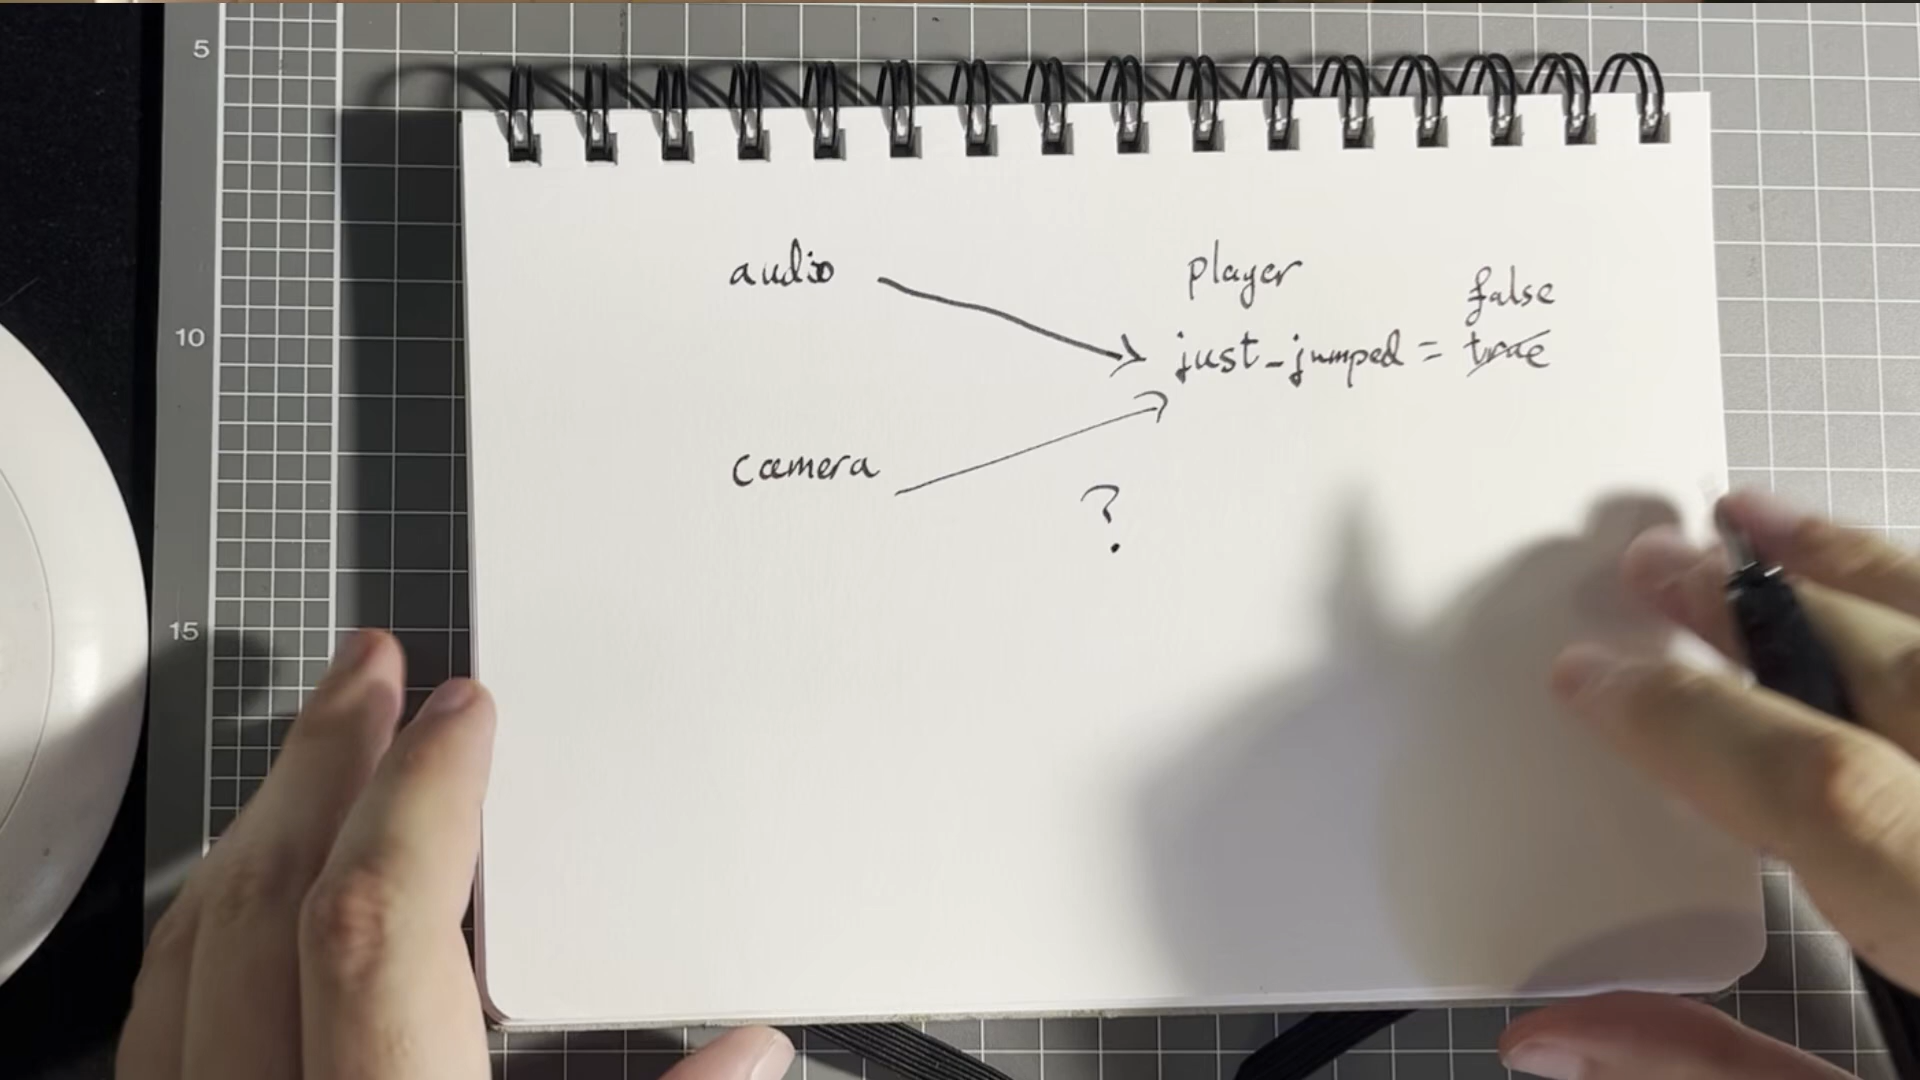 5
10
15
audio
player
false
just_jumped = true
camera
?